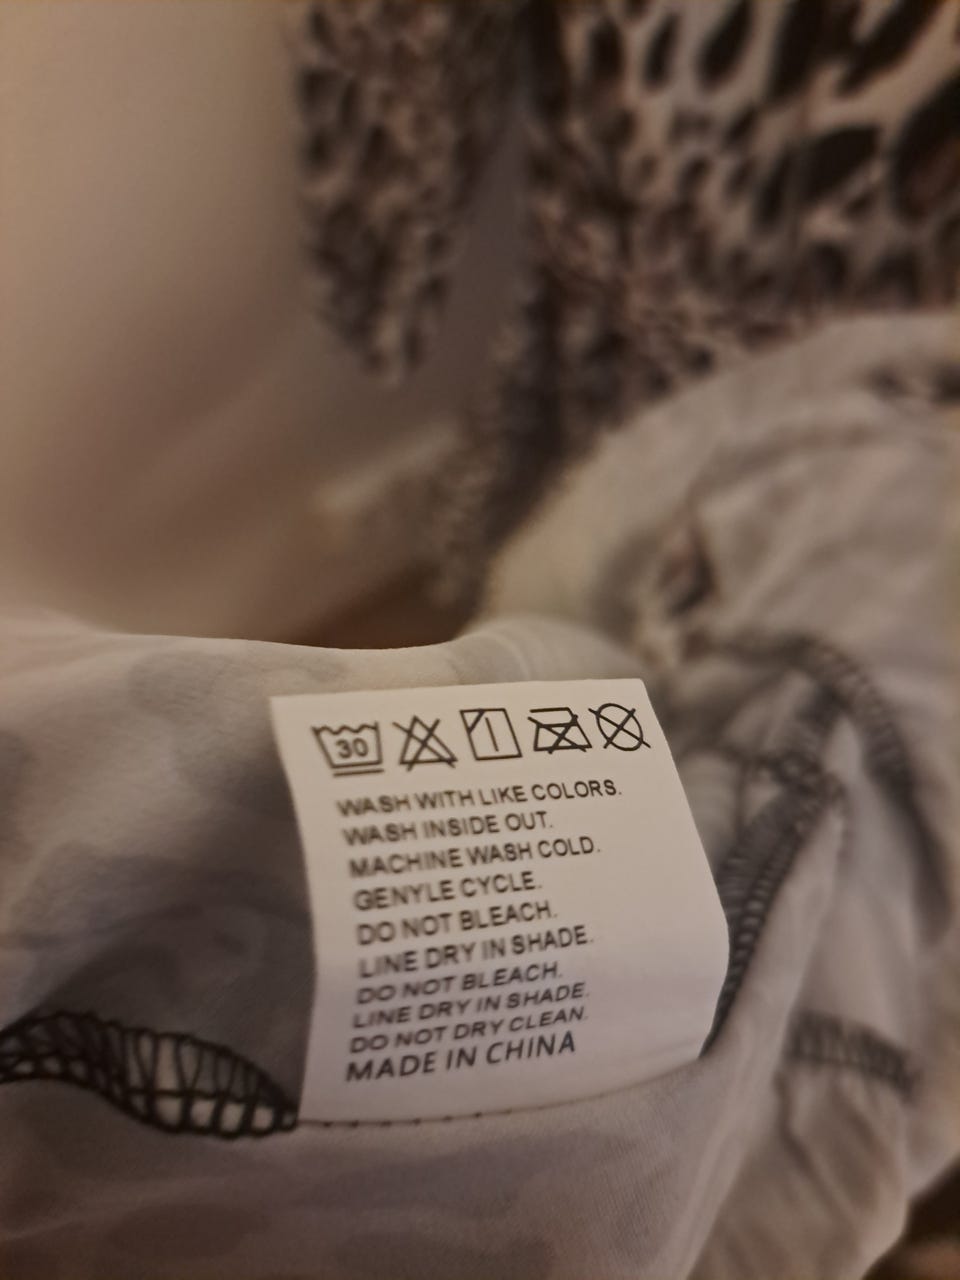 30
WASH WITH LIKE COLORS.
WASH INSIDE OUT.
MACHINE WASH COLD.
GENYLE CYCLE.
DO NOT BLEACH.
LINE DRY IN SHADE.
DO NOT BLEACH.
LINE DRY IN SHADE.
DO NOT DRY CLEAN.
MADE IN CHINA